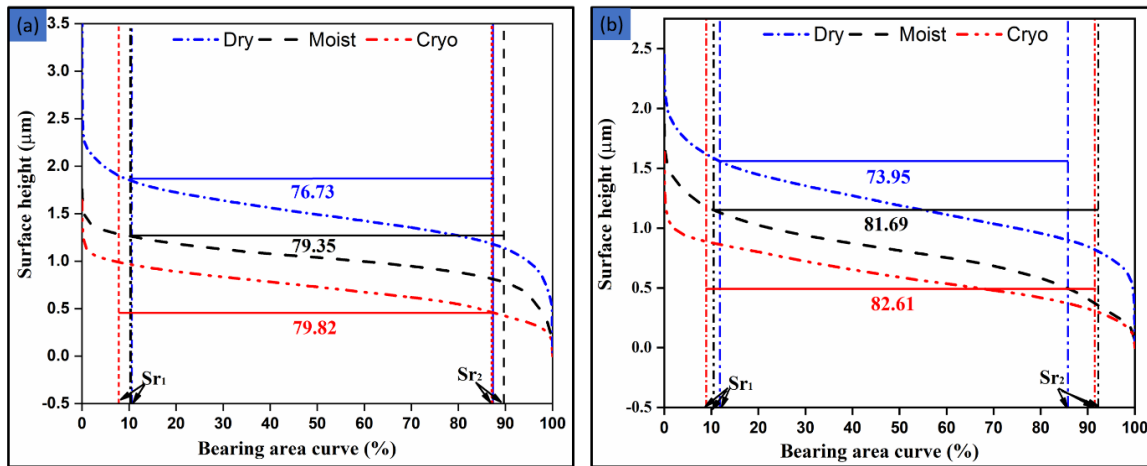 (a)
Dry Moist Cryo
3.5
3.0
2.5
2.0
1.5
1.0
0.5
0.0
-0.5
Surface height (μm)
76.73
79.35
79.82
Sr1
Sr2
0 10 20 30 40 50 60 70 80 90 100
Bearing area curve (%)
(b)
Dry Moist Cryo
2.5
2.0
1.5
1.0
0.5
0.0
-0.5
Surface height (μm)
73.95
81.69
82.61
Sr1
Sr2
0 10 20 30 40 50 60 70 80 90 100
Bearing area curve (%)